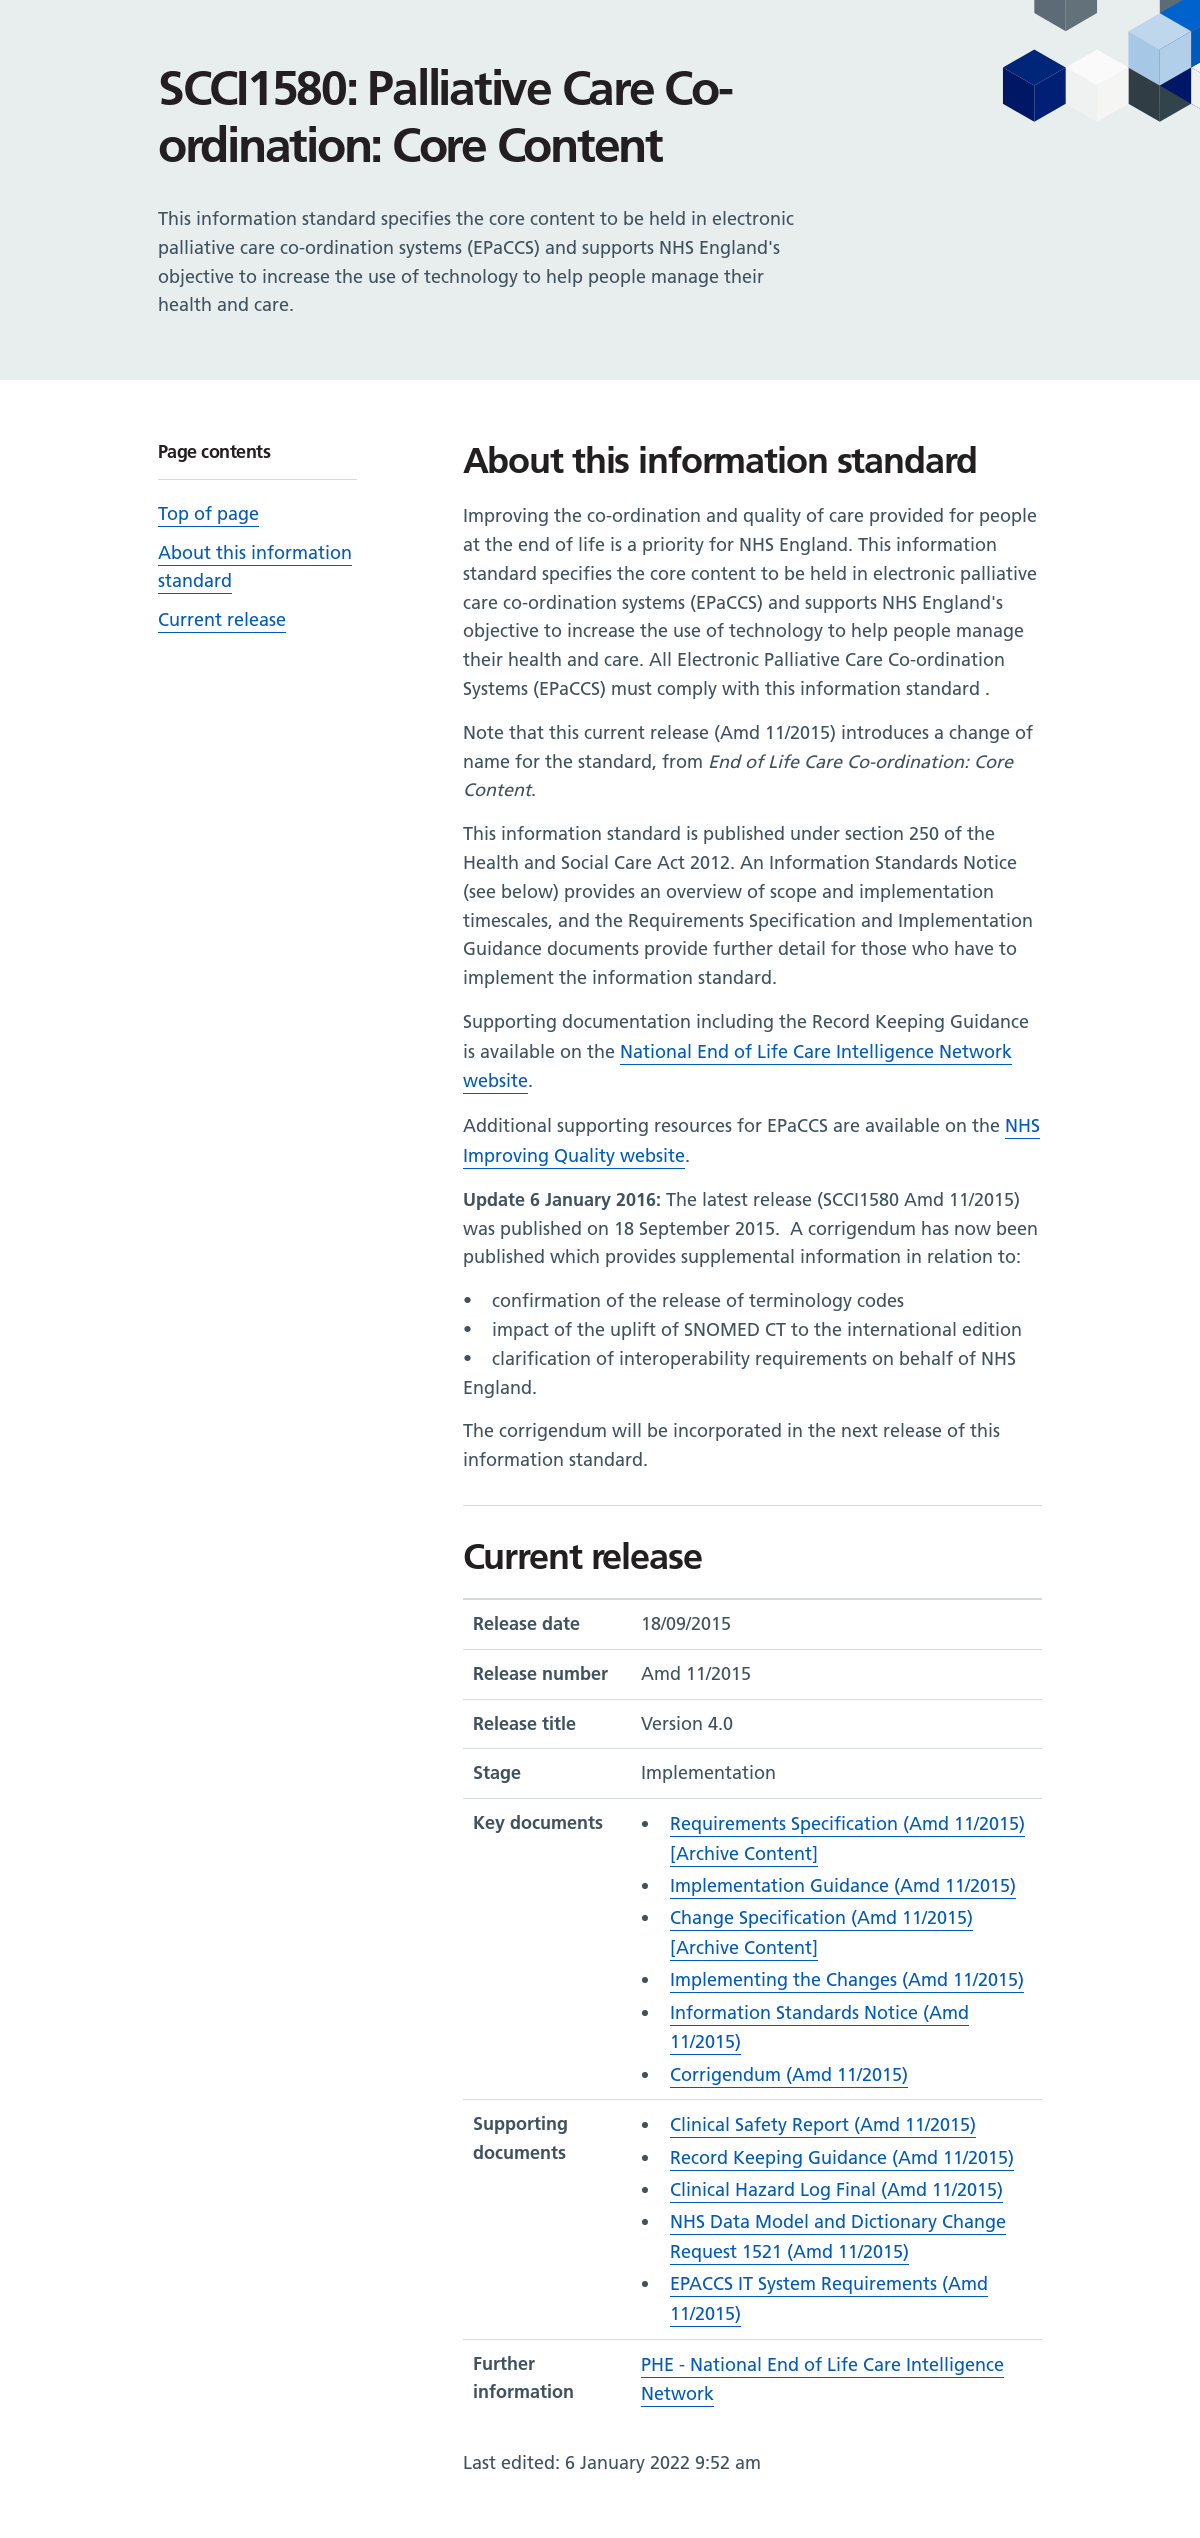 SCCI1580: Palliative Care Co-
ordination: Core Content
This information standard specifies the core content to be held in electronic
palliative care co-ordination systems (EPaCCS) and supports NHS England's
objective to increase the use of technology to help people manage their
health and care.
Page contents
Top of page
About this information
standard
Current release
About this information standard
Improving the co-ordination and quality of care provided for people
at the end of life is a priority for NHS England. This information
standard specifies the core content to be held in electronic palliative
care co-ordination systems (EPaCCS) and supports NHS England's
objective to increase the use of technology to help people manage
their health and care. All Electronic Palliative Care Co-ordination
Systems (EPaCCS) must comply with this information standard .
Note that this current release (Amd 11/2015) introduces a change of
name for the standard, from End of Life Care Co-ordination: Core
Content.
This information standard is published under section 250 of the
Health and Social Care Act 2012. An Information Standards Notice
(see below) provides an overview of scope and implementation
timescales, and the Requirements Specification and Implementation
Guidance documents provide further detail for those who have to
implement the information standard.
Supporting documentation including the Record Keeping Guidance
is available on the National End of Life Care Intelligence Network
website.
Additional supporting resources for EPaCCS are available on the NHS
Improving Quality website.
Update 6 January 2016: The latest release (SCCI1580 Amd 11/2015)
was published on 18 September 2015.  A corrigendum has now been
published which provides supplemental information in relation to:
• confirmation of the release of terminology codes
• impact of the uplift of SNOMED CT to the international edition
• clarification of interoperability requirements on behalf of NHS
England.
The corrigendum will be incorporated in the next release of this
information standard.
Current release
Release date 18/09/2015
Release number Amd 11/2015
Release title Version 4.0
Stage Implementation
Key documents • Requirements Specification (Amd 11/2015)
[Archive Content]
• Implementation Guidance (Amd 11/2015)
• Change Specification (Amd 11/2015)
[Archive Content]
• Implementing the Changes (Amd 11/2015)
• Information Standards Notice (Amd
11/2015)
• Corrigendum (Amd 11/2015)
Supporting
documents
• Clinical Safety Report (Amd 11/2015)
• Record Keeping Guidance (Amd 11/2015)
• Clinical Hazard Log Final (Amd 11/2015)
• NHS Data Model and Dictionary Change
Request 1521 (Amd 11/2015)
• EPACCS IT System Requirements (Amd
11/2015)
Further
information
PHE - National End of Life Care Intelligence
Network
Last edited: 6 January 2022 9:52 am